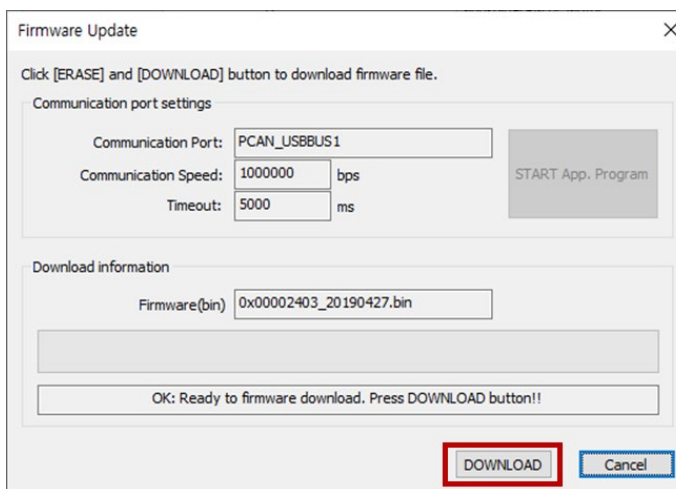 Firmware Update
Click [ERASE] and [DOWNLOAD] button to download firmware file.
Communication port settings
Communication Port: PCAN_USBBUS1
Communication Speed: 1000000 bps
START App. Program
Timeout: 5000 ms
Download information
Firmware(bin) 0x00002403_20190427.bin
OK: Ready to firmware download. Press DOWNLOAD button!!
DOWNLOAD Cancel